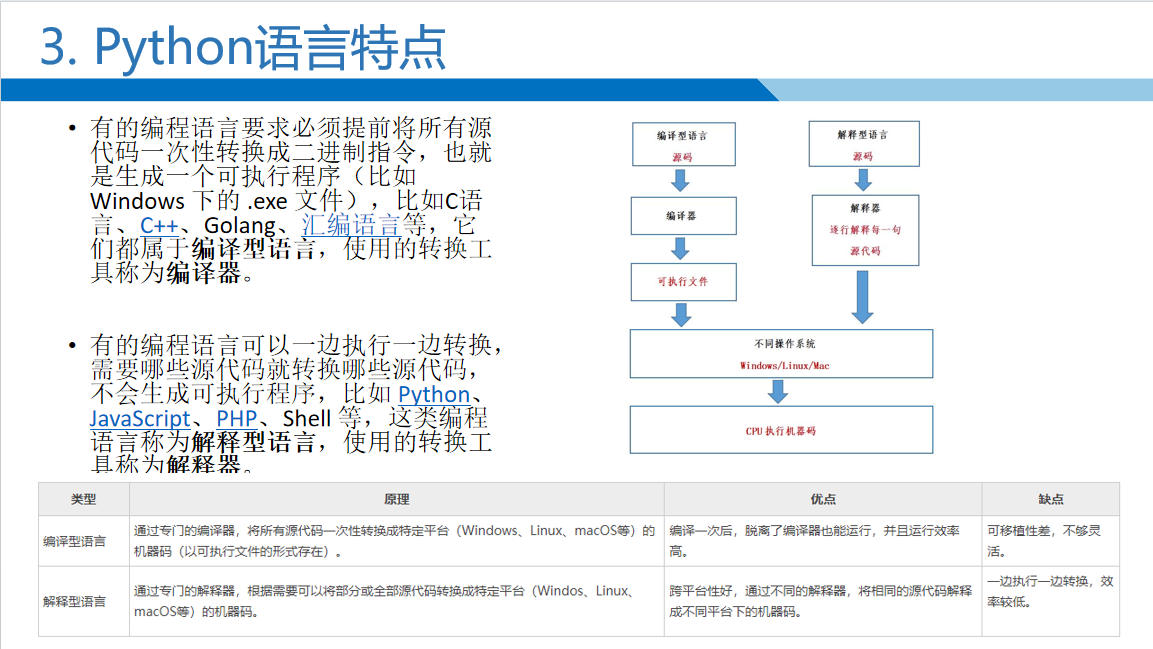 3. Python语言特点
• 有的编程语言要求必须提前将所有源
代码一次性转换成二进制指令，也就
是生成一个可执行程序（比如
Windows 下的 .exe 文件），比如C语
言、C++、Golang、汇编语言等，它
们都属于编译型语言，使用的转换工
具称为编译器。
• 有的编程语言可以一边执行一边转换，
需要哪些源代码就转换哪些源代码，
不会生成可执行程序，比如 Python、
JavaScript、PHP、Shell 等，这类编程
语言称为解释型语言，使用的转换工
具称为解释器。
编译型语言
源码
编译器
可执行文件
解释型语言
源码
解释器
逐行解释每一句
源代码
不同操作系统
Windows/Linux/Mac
CPU 执行机器码
类型 原理 优点 缺点
编译型语言
通过专门的编译器，将所有源代码一次性转换成特定平台（Windows、Linux、macOS等）的
机器码（以可执行文件的形式存在）。
编译一次后，脱离了编译器也能运行，并且运行效率
高。
可移植性差，不够灵
活。
解释型语言
通过专门的解释器，根据需要可以将部分或全部源代码转换成特定平台（Windos、Linux、
macOS等）的机器码。
跨平台性好，通过不同的解释器，将相同的源代码解释
成不同平台下的机器码。
一边执行一边转换，效
率较低。